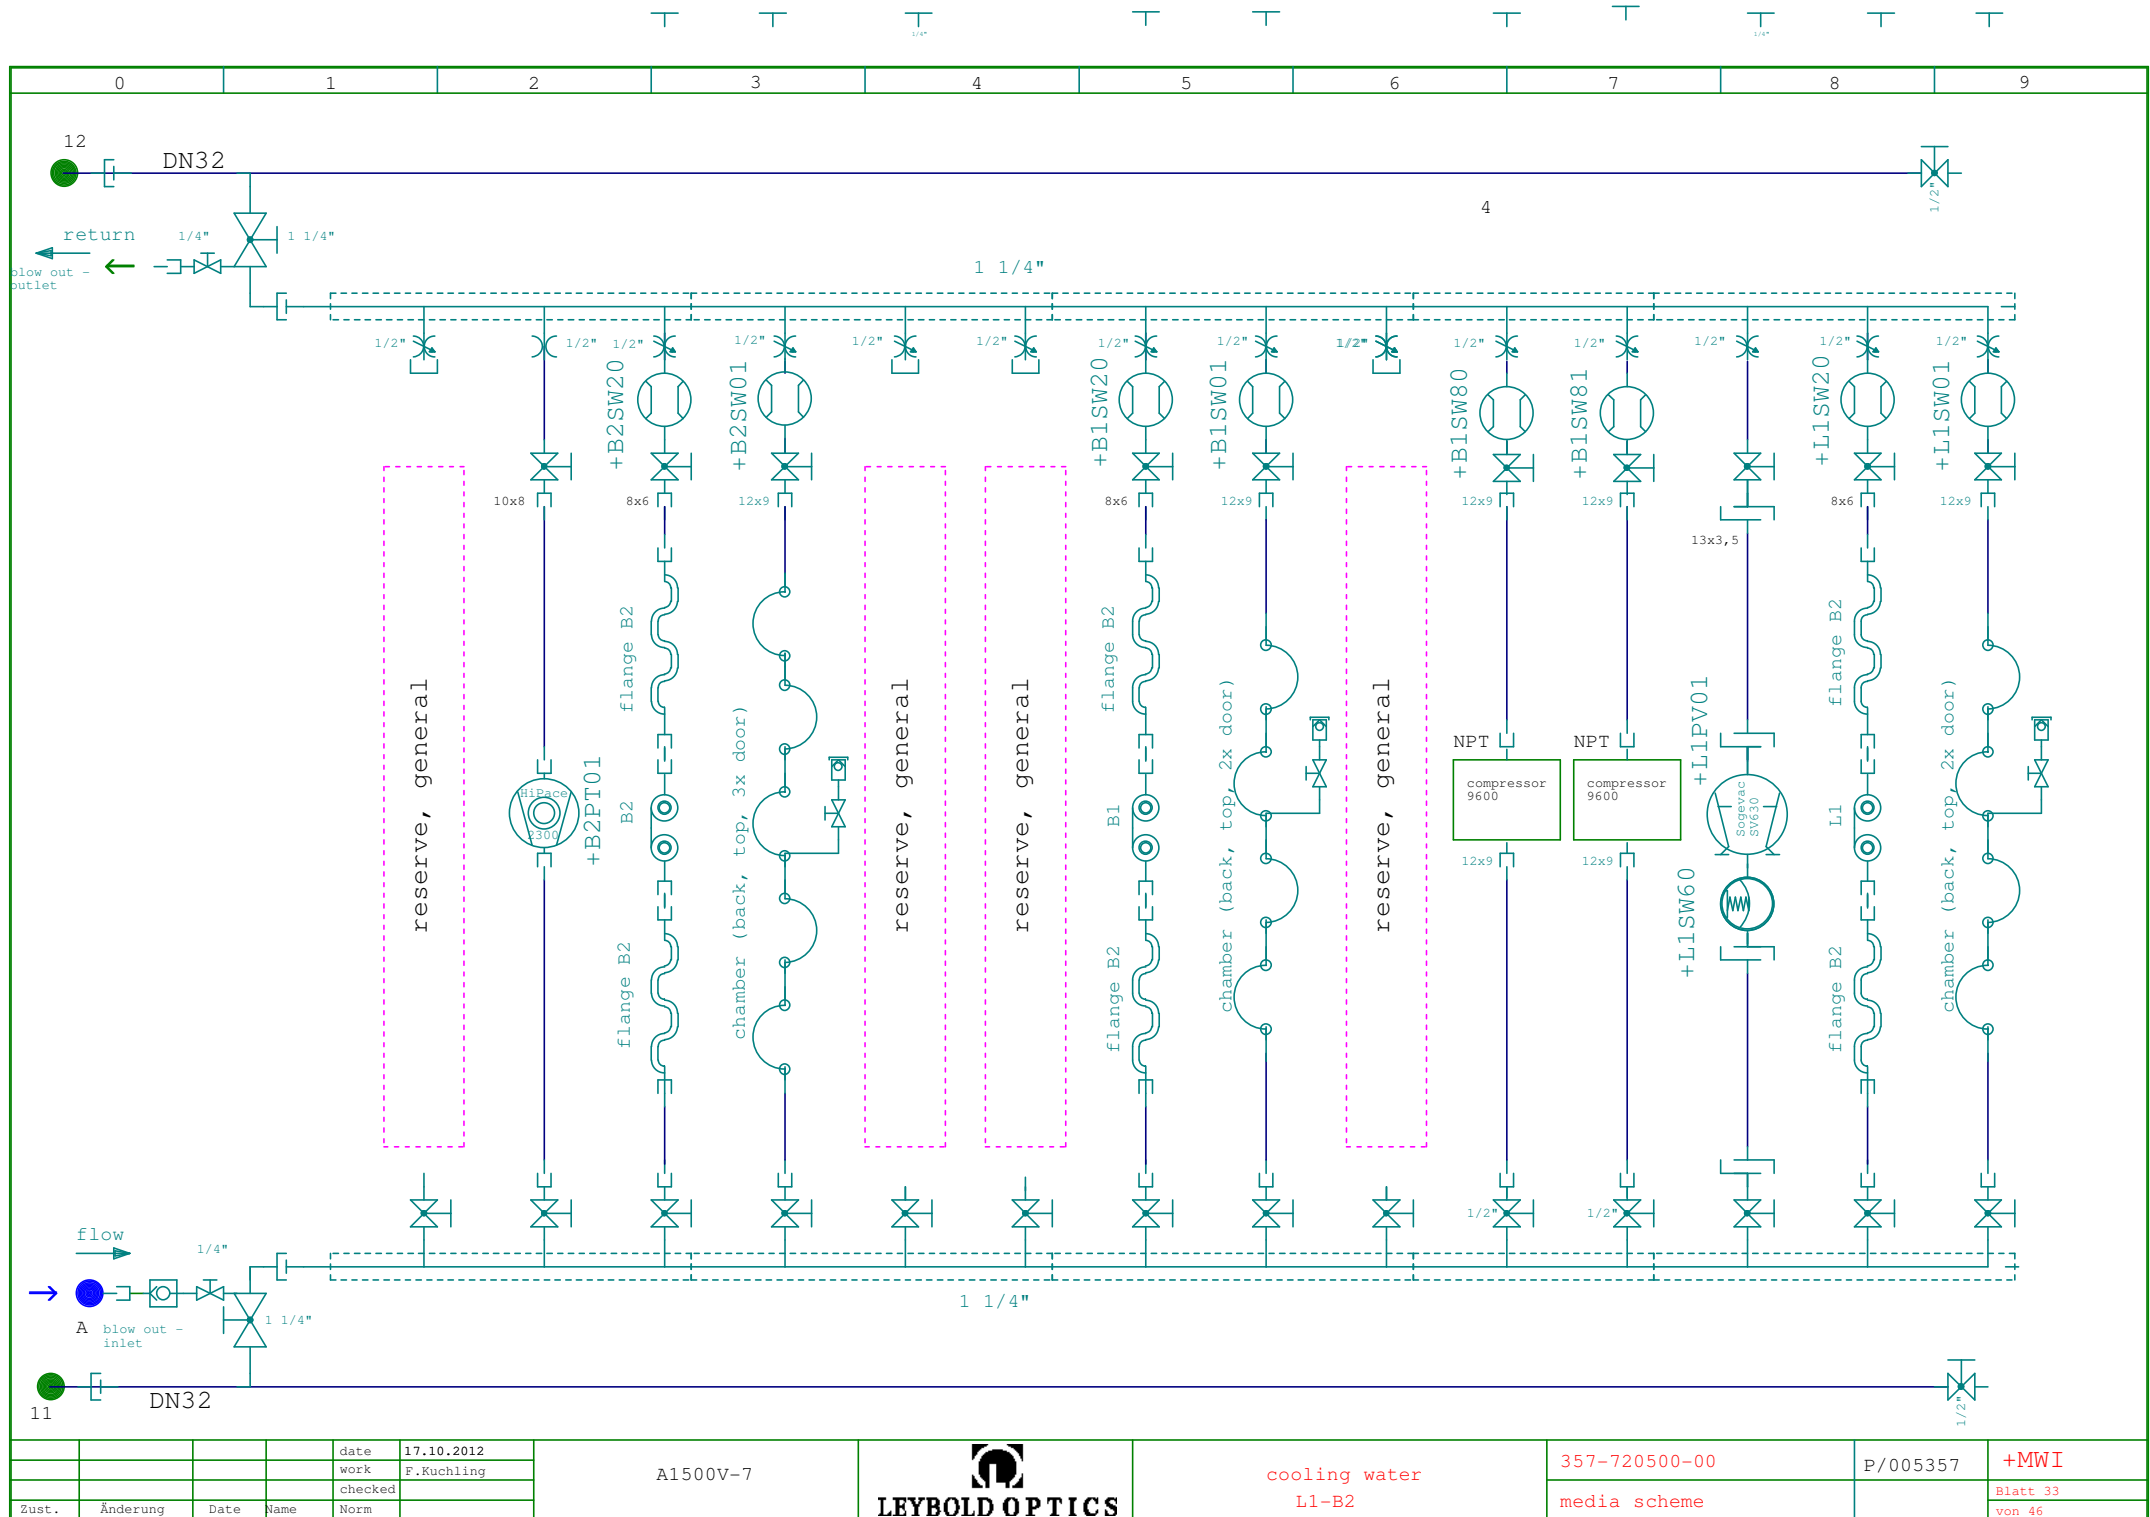 1/4"
1/4"
0 1 2 3 4 5 6 7 8 9
12
DN32
1/2"
4
return
1/4"
1 1/4"
blow out -
outlet
1 1/4"
1/2" 1/2" 1/2" 1/2" 1/2" 1/2" 1/2" 1/2" 1/2" 1/2" 1/2" 1/2" 1/2" 1/2"
+B2SW20
+B2SW01
+B1SW20
+B1SW01
+B1SW80
+B1SW81
+L1SW20
+L1SW01
10x8 8x6 12x9 8x6 12x9 12x9 12x9 8x6 12x9
13x3,5
reserve, general
HiPace
2300
+B2PT01
flange B2
B2
flange B2
chamber (back, top, 3x door)
reserve, general
reserve, general
flange B2
B1
flange B2
chamber (back, top, 2x door)
reserve, general
NPT
compressor
9600
12x9
NPT
compressor
9600
12x9
+L1PV01
Sogevac
SV630
+L1SW60
flange B2
L1
flange B2
chamber (back, top, 2x door)
1/2" 1/2"
flow
1/4"
1 1/4"
A
blow out -
inlet
1 1/4"
DN32
11
1/2"
date 17.10.2012
work F.Kuchling
checked
Zust. Änderung Date Name Norm
A1500V-7
LEYBOLD OPTICS
cooling water
L1-B2
357-720500-00
media scheme
P/005357
+MWI
Blatt 33
von 46